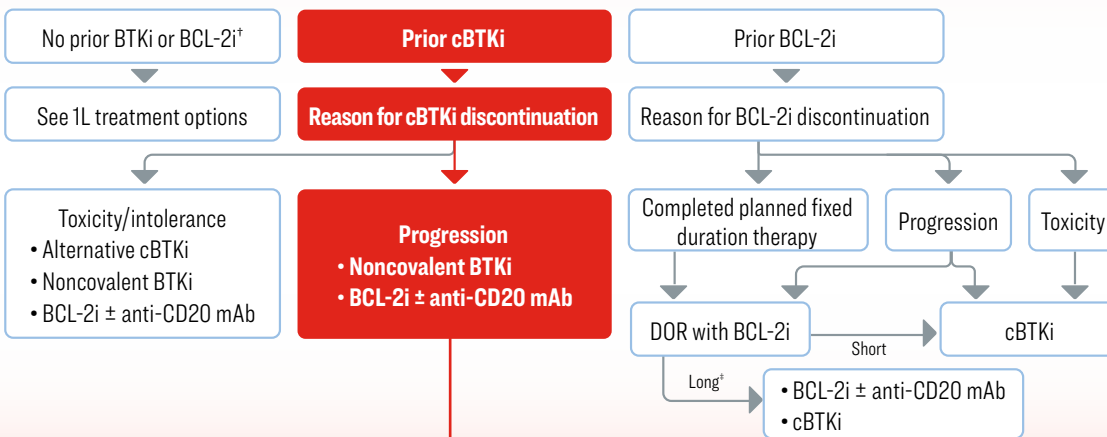 No prior BTKi or BCL-2i†
Prior cBTKi
Prior BCL-2i
See 1L treatment options
Reason for cBTKi discontinuation
Reason for BCL-2i discontinuation
Toxicity/intolerance
• Alternative cBTKi
• Noncovalent BTKi
• BCL-2i ± anti-CD20 mAb
Progression
• Noncovalent BTKi
• BCL-2i ± anti-CD20 mAb
Completed planned fixed
duration therapy
Progression
Toxicity
DOR with BCL-2i
Short
cBTKi
Long‡
• BCL-2i ± anti-CD20 mAb
• cBTKi